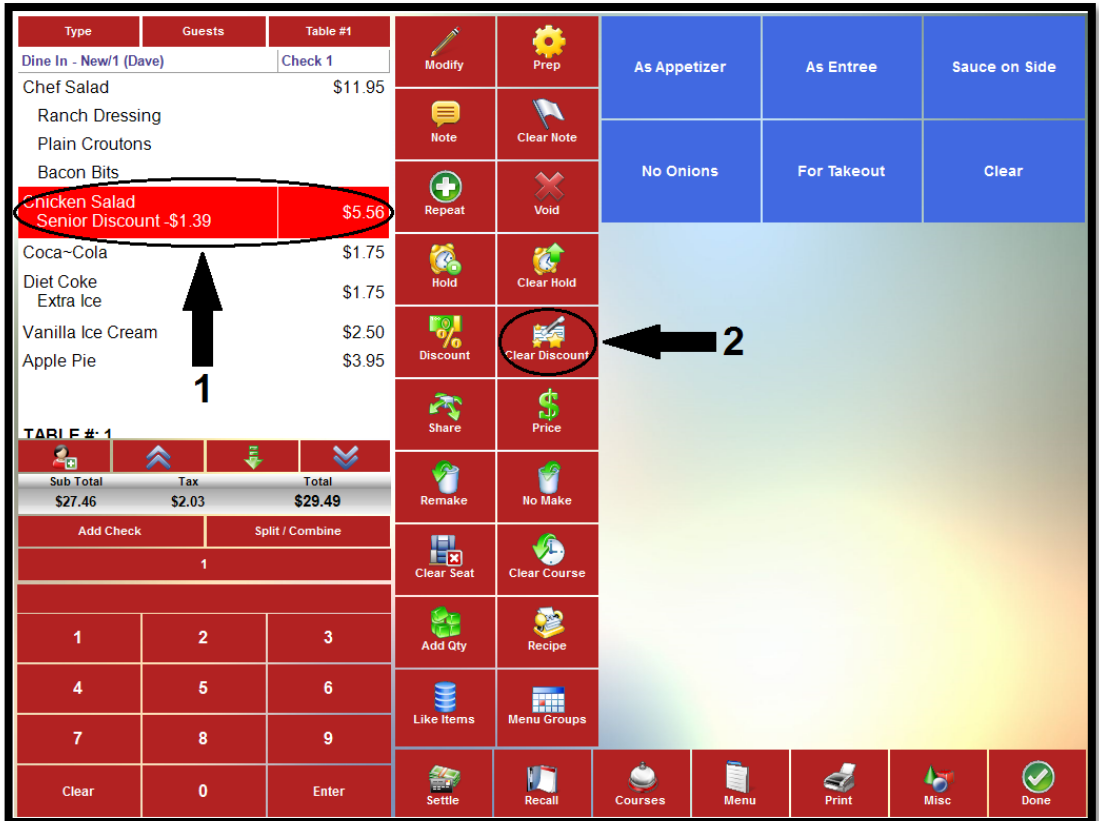 Type Guests Table #1
Dine In - New/1 (Dave) Check 1
Chef Salad $11.95
Ranch Dressing
Plain Croutons
Bacon Bits
Chicken Salad
Senior Discount -$1.39 $5.56
Coca~Cola $1.75
Diet Coke
Extra Ice $1.75
Vanilla Ice Cream $2.50
Apple Pie $3.95
1
TABLE #: 1
Sub Total Tax Total
$27.46 $2.03 $29.49
Add Check Split / Combine
1
1 2 3
4 5 6
7 8 9
Clear 0 Enter
Modify Prep
Note Clear Note
Repeat Void
Hold Clear Hold
Discount Clear Discount
2
Share Price
Remake No Make
Clear Seat Clear Course
Add Qty Recipe
Like Items Menu Groups
As Appetizer As Entree Sauce on Side
No Onions For Takeout Clear
Settle Recall Courses Menu Print Misc Done